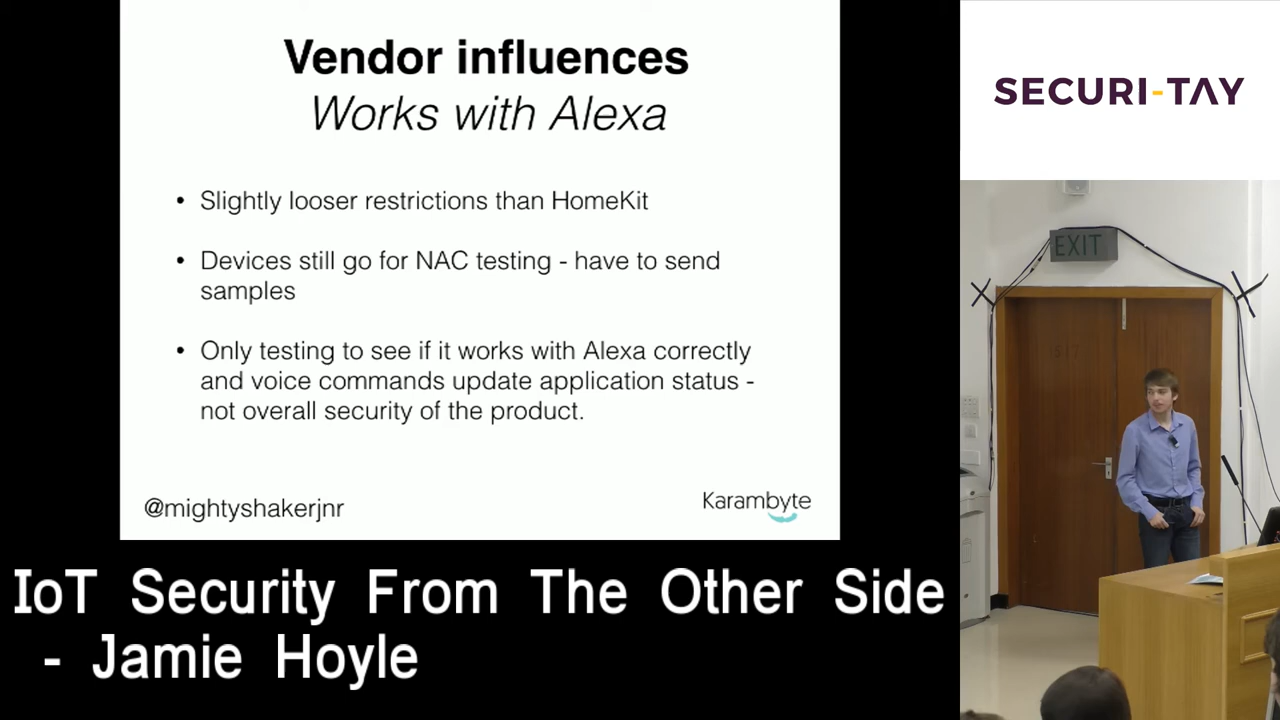 Vendor influences
Works with Alexa
• Slightly looser restrictions than HomeKit
• Devices still go for NAC testing - have to send
samples
• Only testing to see if it works with Alexa correctly
and voice commands update application status -
not overall security of the product.
@mightyshakerjnr
Karambyte
SECURI-TAY
EXIT
IoT Security From The Other Side
- Jamie Hoyle